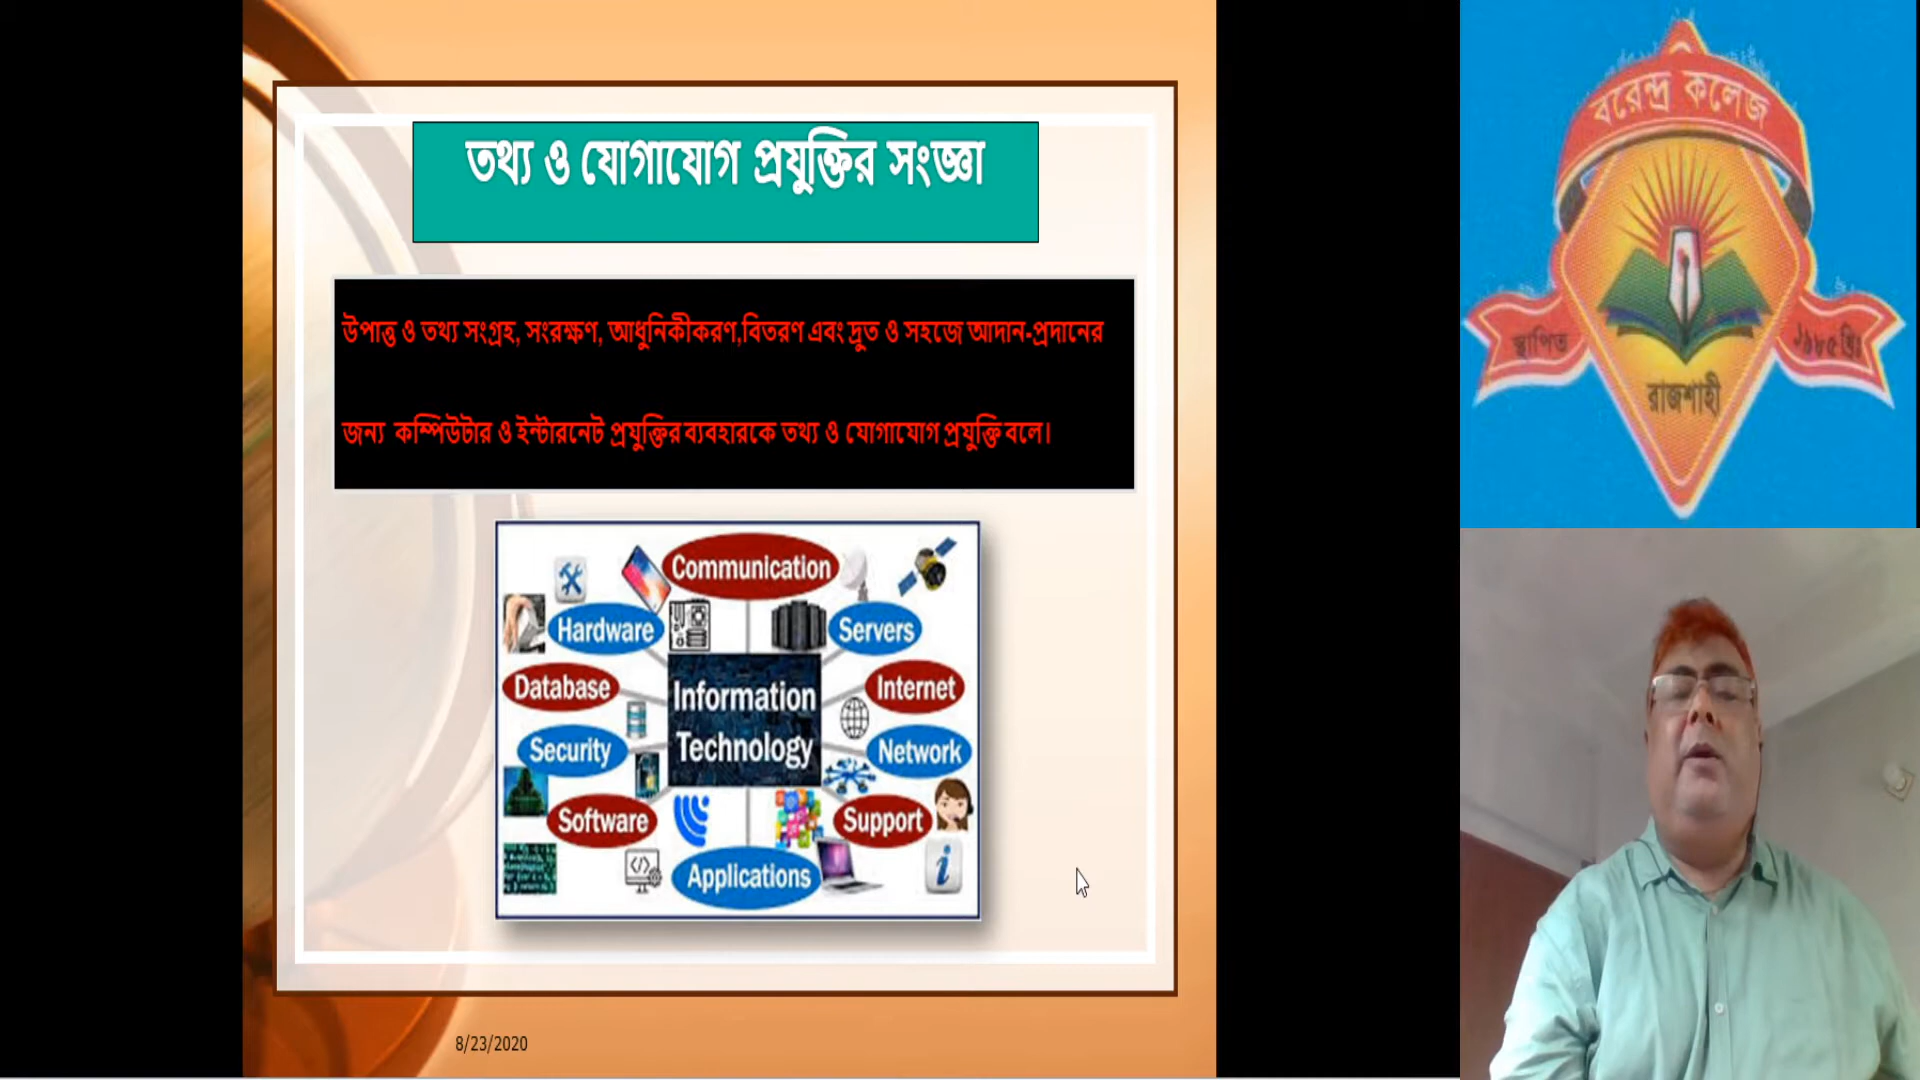 তথ্য ও যোগাযোগ প্রযুক্তির সংজ্ঞা
উপাত্ত ও তথ্য সংগ্রহ, সংরক্ষণ, আধুনিকীকরণ,বিতরণ এবং দ্রুত ও সহজে আদান-প্রদানের
জন্য কম্পিউটার ও ইন্টারনেট প্রযুক্তির ব্যবহারকে তথ্য ও যোগাযোগ প্রযুক্তি বলে।
Communication
Hardware
Servers
Database
Internet
Information
Technology
Security
Network
Software
Support
Applications
8/23/2020
বরেন্দ্র কলেজ
স্থাপিত
১৯৮৫ খ্রিঃ
রাজশাহী